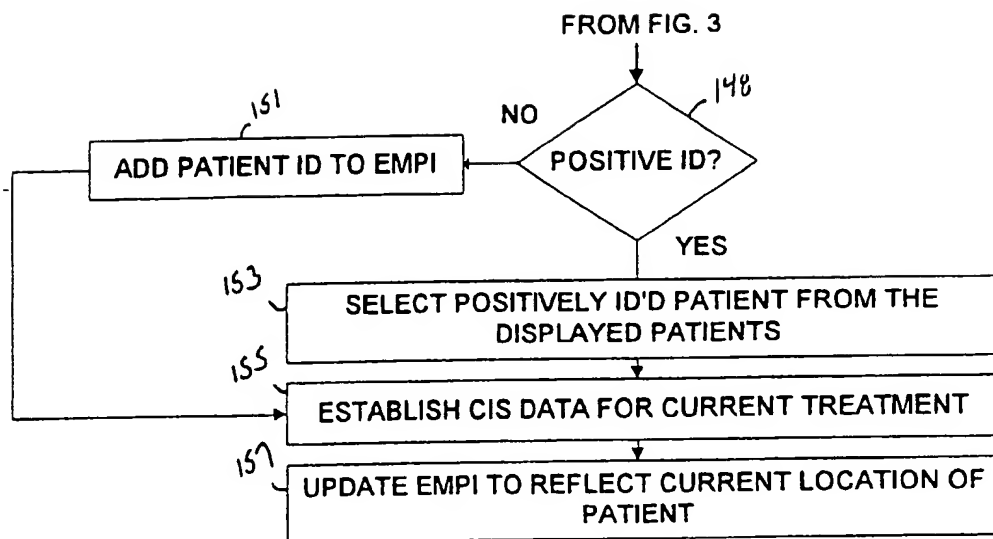 FROM FIG. 3
148
NO
POSITIVE ID?
151
ADD PATIENT ID TO EMPI
YES
153
SELECT POSITIVELY ID'D PATIENT FROM THE
DISPLAYED PATIENTS
155
ESTABLISH CIS DATA FOR CURRENT TREATMENT
157
UPDATE EMPI TO REFLECT CURRENT LOCATION OF
PATIENT